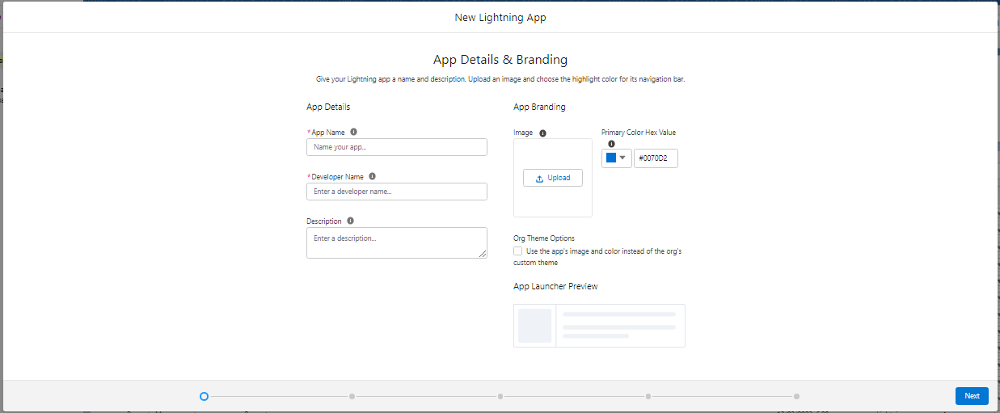 New Lightning App
App Details & Branding
Give your Lightning app a name and description. Upload an image and choose the highlight color for its navigation bar.
App Details
App Branding
*App Name
Name your app...
Image
Primary Color Hex Value
#0070D2
Upload
*Developer Name
Enter a developer name...
Description
Enter a description...
Org Theme Options
Use the app's image and color instead of the org's
custom theme
App Launcher Preview
Next